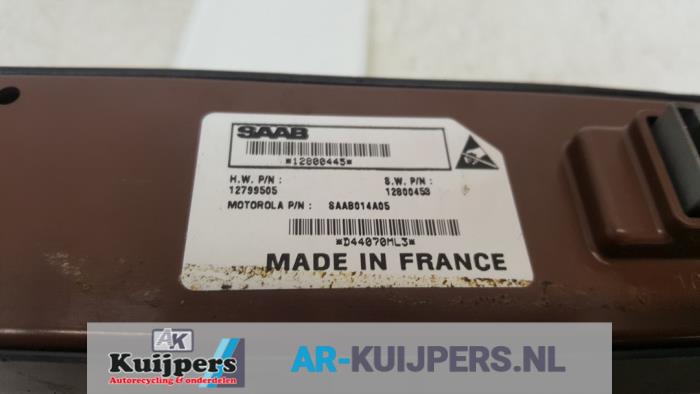 SAAB
*12800445*
H.W. P/N : S.W. P/N :
12799505 12800453
MOTOROLA P/N : SAAB014A05
*D44070ML3*
MADE IN FRANCE
AK
Kuijpers
Autorecycling & onderdelen
AR-KUIJPERS.NL